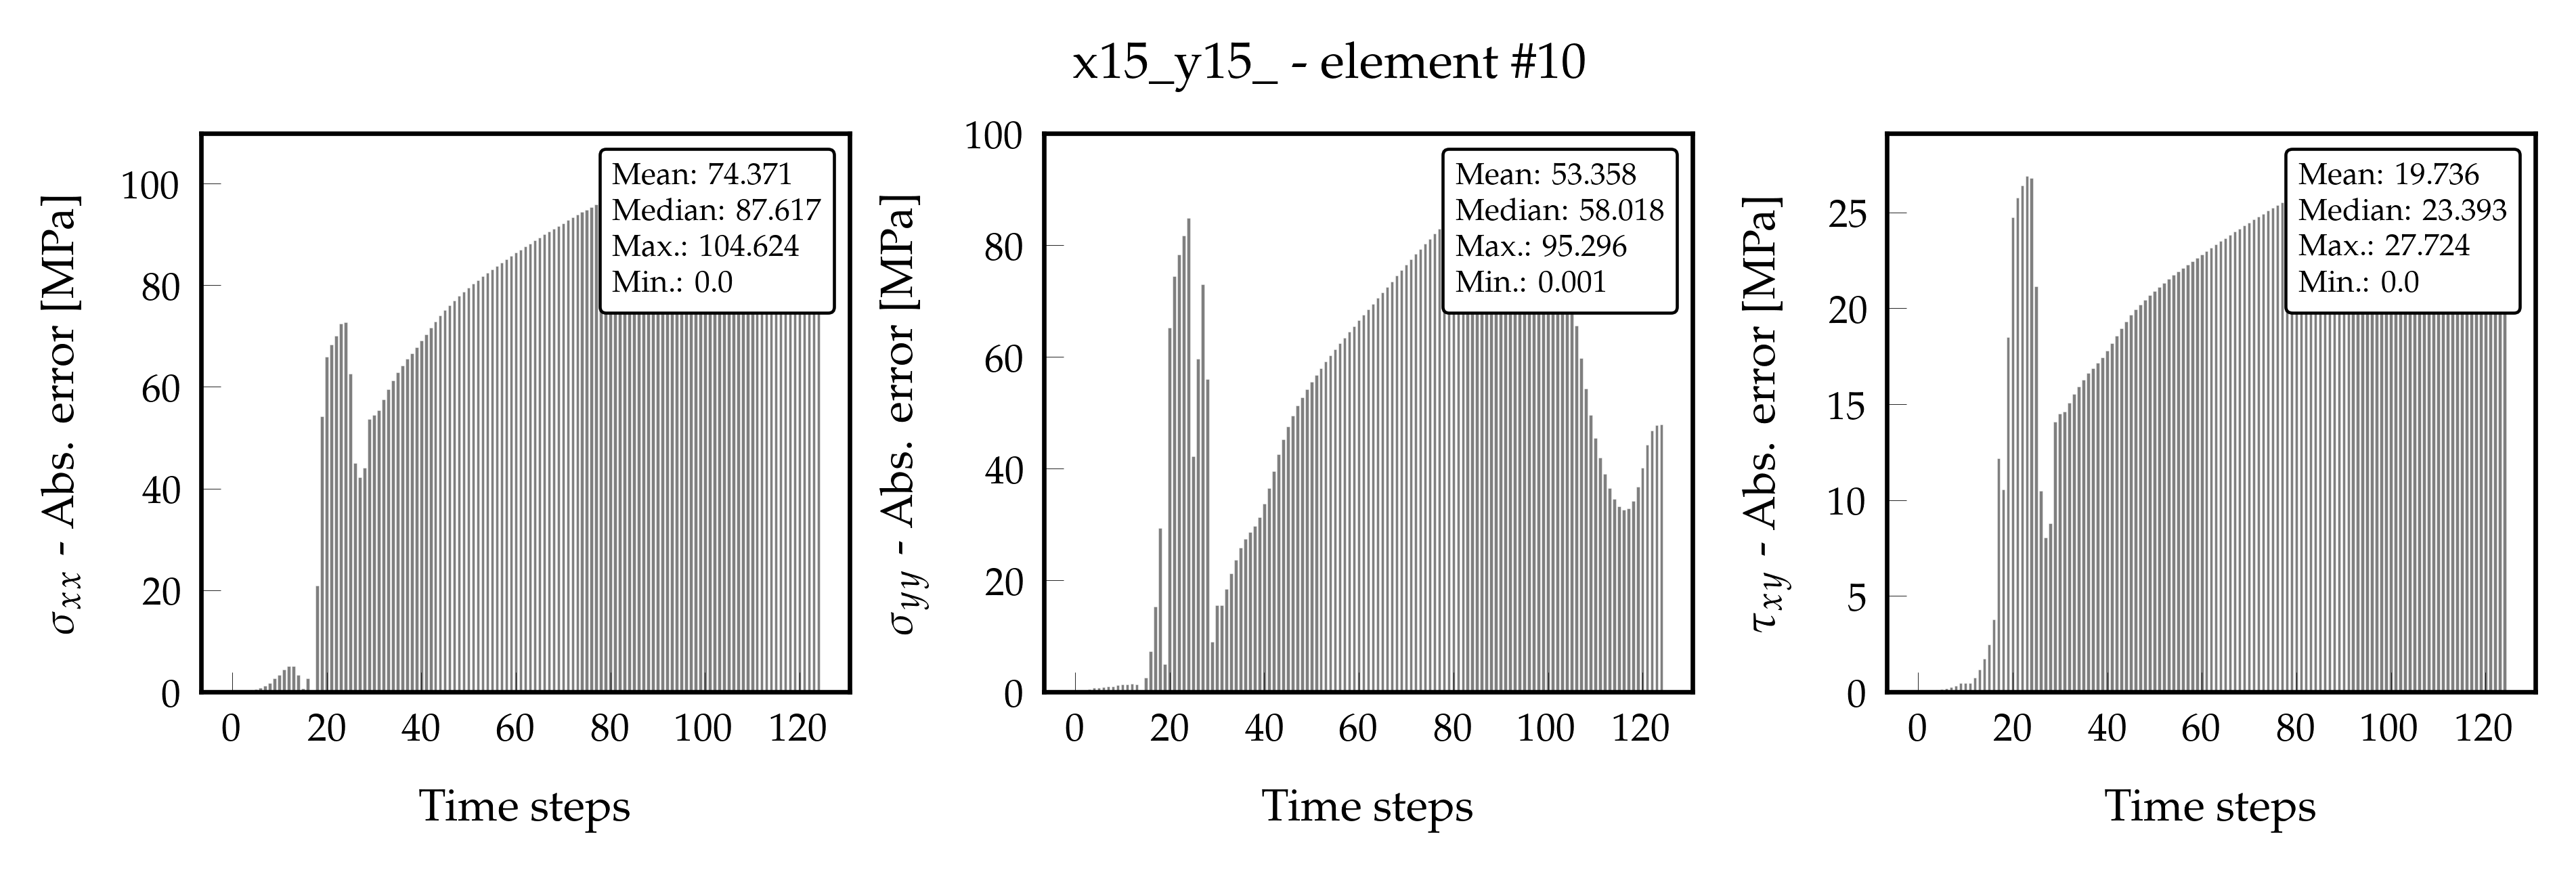 x15_y15_ - element #10
σxx - Abs. error [MPa]
100
80
60
40
20
0
Mean: 74.371
Median: 87.617
Max.: 104.624
Min.: 0.0
0 20 40 60 80 100 120
Time steps
σyy - Abs. error [MPa]
100
80
60
40
20
0
Mean: 53.358
Median: 58.018
Max.: 95.296
Min.: 0.001
0 20 40 60 80 100 120
Time steps
τxy - Abs. error [MPa]
25
20
15
10
5
0
Mean: 19.736
Median: 23.393
Max.: 27.724
Min.: 0.0
0 20 40 60 80 100 120
Time steps